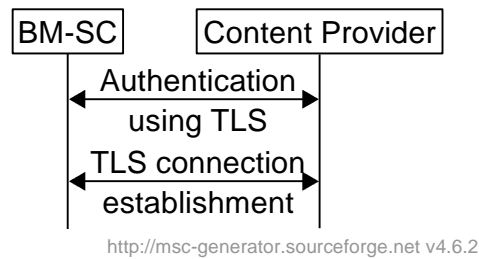 BM-SC
Content Provider
Authentication
using TLS
TLS connection
establishment
http://msc-generator.sourceforge.net v4.6.2